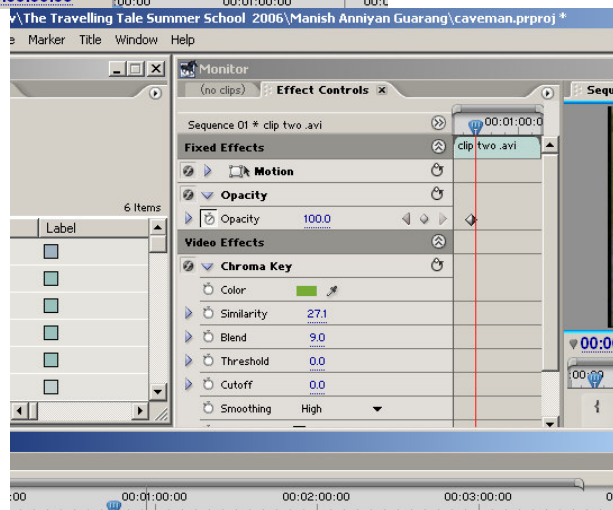 :00:00
00:01:00:00
v\The Travelling Tale Summer School 2006\Manish Anniyan Guarang\caveman.prproj *
Marker Title Window Help
Monitor
(no clips) Effect Controls
Sequ
Sequence 01 * clip two .avi
00:01:00:0
Fixed Effects
clip two .avi
Motion
Opacity
6 Items
Opacity 100.0
Label
Video Effects
Chroma Key
Color
Similarity 27.1
Blend 9.0
00:0
Threshold 0.0
:00:00
Cutoff 0.0
Smoothing High
:00 00:01:00:00 00:02:00:00 00:03:00:00 0